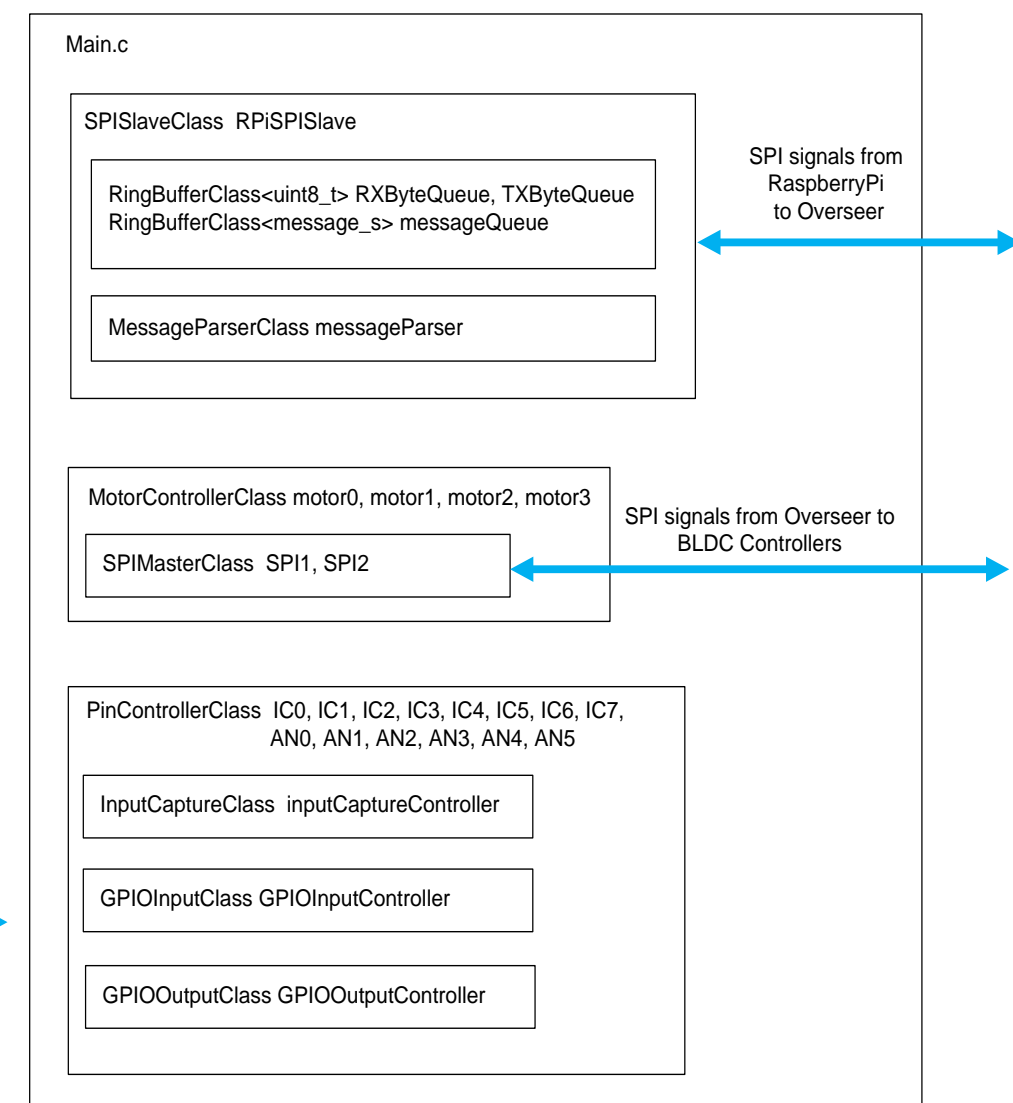 Main.c
SPISlaveClass RPiSPISlave
RingBufferClass<uint8_t> RXByteQueue, TXByteQueue
RingBufferClass<message_s> messageQueue
MessageParserClass messageParser
SPI signals from
RaspberryPi
to Overseer
MotorControllerClass motor0, motor1, motor2, motor3
SPIMasterClass SPI1, SPI2
SPI signals from Overseer to
BLDC Controllers
PinControllerClass IC0, IC1, IC2, IC3, IC4, IC5, IC6, IC7,
AN0, AN1, AN2, AN3, AN4, AN5
InputCaptureClass inputCaptureController
GPIOInputClass GPIOInputController
GPIOOutputClass GPIOOutputController